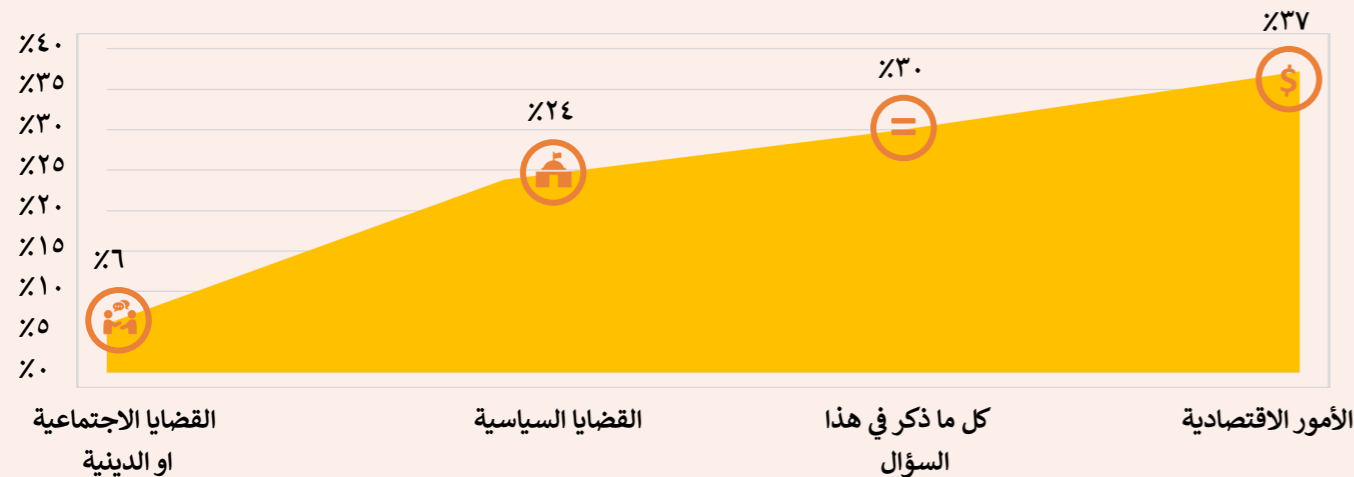 ٪٣٧
٪٣٠
٪٢٤
٪٦
٪٤٠
٪٣٥
٪٣٠
٪٢٥
٪٢٠
٪١٥
٪١٠
٪٥
٪٠
الأمور الاقتصادية
كل ما ذكر في هذا
السؤال
القضايا السياسية
القضايا الاجتماعية
او الدينية
$